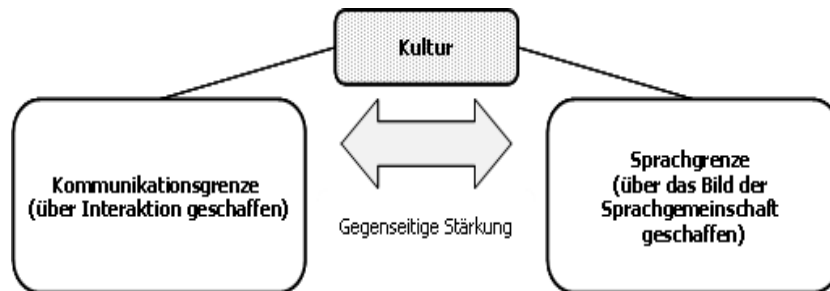 Kultur
Kommunikationsgrenze
(über Interaktion geschaffen)
Gegenseitige Stärkung
Sprachgrenze
(über das Bild der
Sprachgemeinschaft
geschaffen)